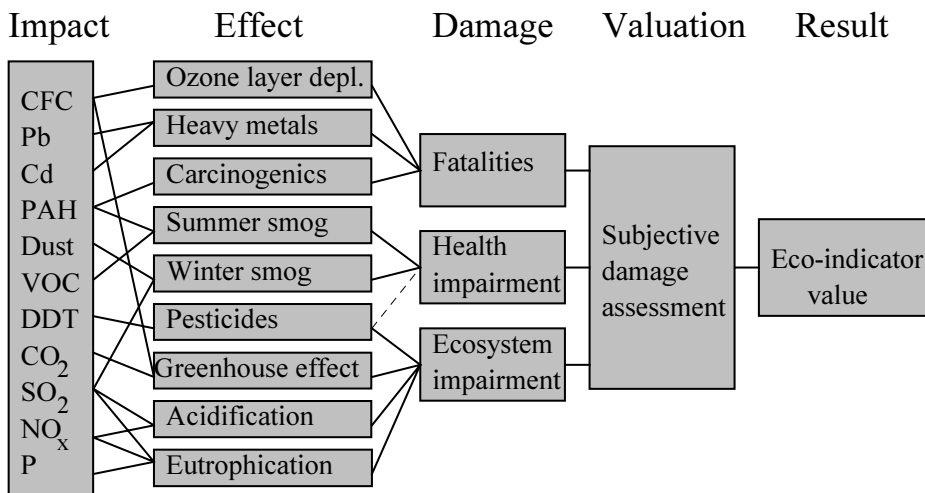 Impact Effect Damage Valuation Result
CFC
Pb
Cd
PAH
Dust
VOC
DDT
CO₂
SO₂
NOₓ
P
Ozone layer depl.
Heavy metals
Carcinogenics
Summer smog
Winter smog
Pesticides
Greenhouse effect
Acidification
Eutrophication
Fatalities
Health
impairment
Ecosystem
impairment
Subjective
damage
assessment
Eco-indicator
value